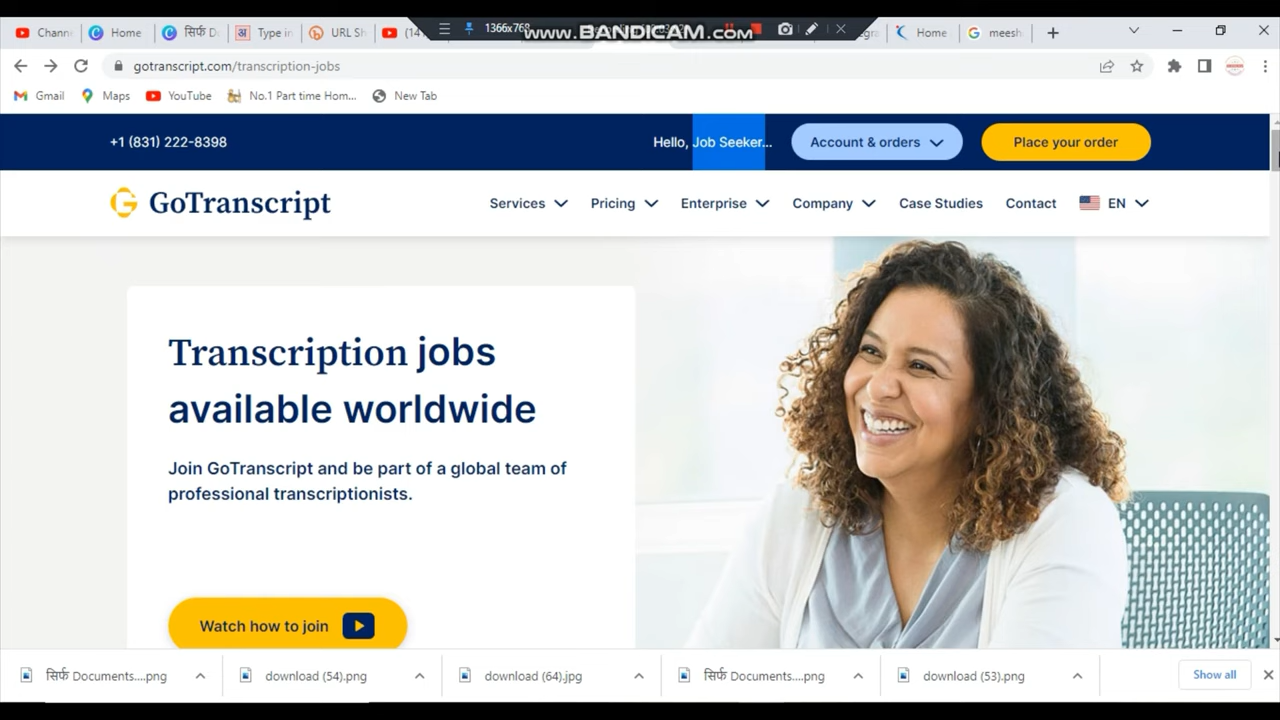 Chann
Home
सिर्फ D
Type in
URL Sh
(14
1366x768
www.BANDICAM.com
Home
meesh
gotranscript.com/transcription-jobs
Gmail
Maps
YouTube
No.1 Part time Hom...
New Tab
+1 (831) 222-8398
Hello, Job Seeker...
Account & orders
Place your order
GoTranscript
Services
Pricing
Enterprise
Company
Case Studies
Contact
EN
Transcription jobs
available worldwide
Join GoTranscript and be part of a global team of
professional transcriptionists.
Watch how to join
सिर्फ Documents....png
download (54).png
download (64).jpg
सिर्फ Documents....png
download (53).png
Show all